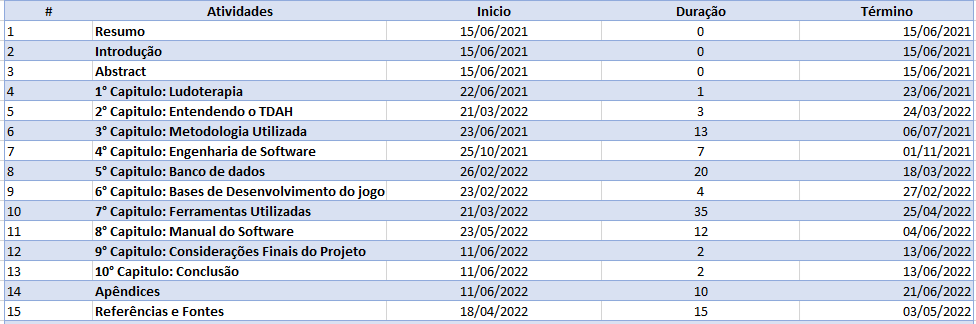 # Atividades Inicio Duração Término
1 Resumo 15/06/2021 0 15/06/2021
2 Introdução 15/06/2021 0 15/06/2021
3 Abstract 15/06/2021 0 15/06/2021
4 1° Capitulo: Ludoterapia 22/06/2021 1 23/06/2021
5 2° Capitulo: Entendendo o TDAH 21/03/2022 3 24/03/2022
6 3° Capitulo: Metodologia Utilizada 23/06/2021 13 06/07/2021
7 4° Capitulo: Engenharia de Software 25/10/2021 7 01/11/2021
8 5° Capitulo: Banco de dados 26/02/2022 20 18/03/2022
9 6° Capitulo: Bases de Desenvolvimento do jogo 23/02/2022 4 27/02/2022
10 7° Capitulo: Ferramentas Utilizadas 21/03/2022 35 25/04/2022
11 8° Capitulo: Manual do Software 23/05/2022 12 04/06/2022
12 9° Capitulo: Considerações Finais do Projeto 11/06/2022 2 13/06/2022
13 10° Capitulo: Conclusão 11/06/2022 2 13/06/2022
14 Apêndices 11/06/2022 10 21/06/2022
15 Referências e Fontes 18/04/2022 15 03/05/2022